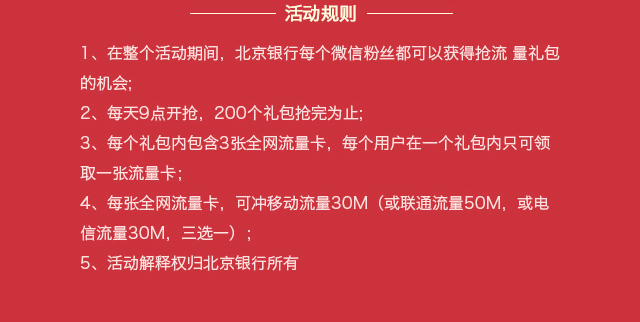 活动规则
1、在整个活动期间，北京银行每个微信粉丝都可以获得抢流 量礼包
的机会;
2、每天9点开抢，200个礼包抢完为止;
3、每个礼包内包含3张全网流量卡，每个用户在一个礼包内只可领
取一张流量卡；
4、每张全网流量卡，可冲移动流量30M（或联通流量50M，或电
信流量30M，三选一）；
5、活动解释权归北京银行所有